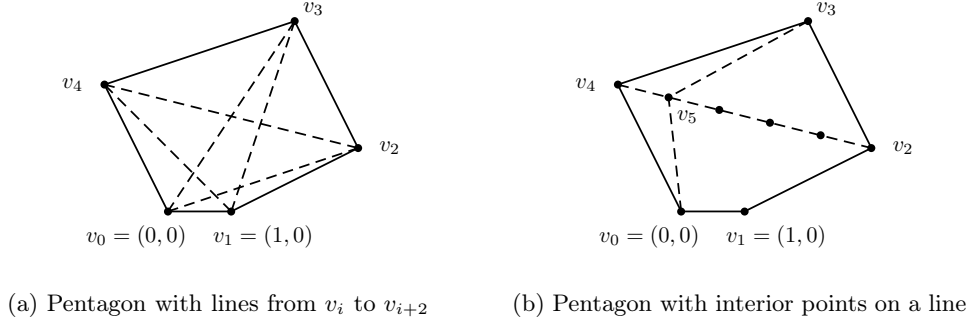 v₃
v₄
v₂
v₀ = (0, 0)
v₁ = (1, 0)
(a) Pentagon with lines from vᵢ to vᵢ₊₂
v₃
v₄
v₅
v₂
v₀ = (0, 0)
v₁ = (1, 0)
(b) Pentagon with interior points on a line